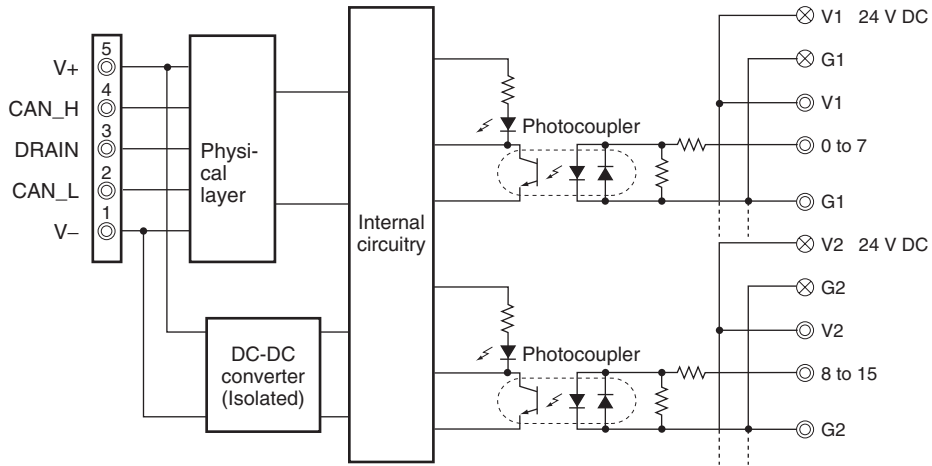 5
V+
4
CAN_H
3
DRAIN
2
CAN_L
1
V–
Physi-
cal
layer
DC-DC
converter
(Isolated)
Internal
circuitry
Photocoupler
V1 24 V DC
G1
V1
0 to 7
G1
Photocoupler
V2 24 V DC
G2
V2
8 to 15
G2